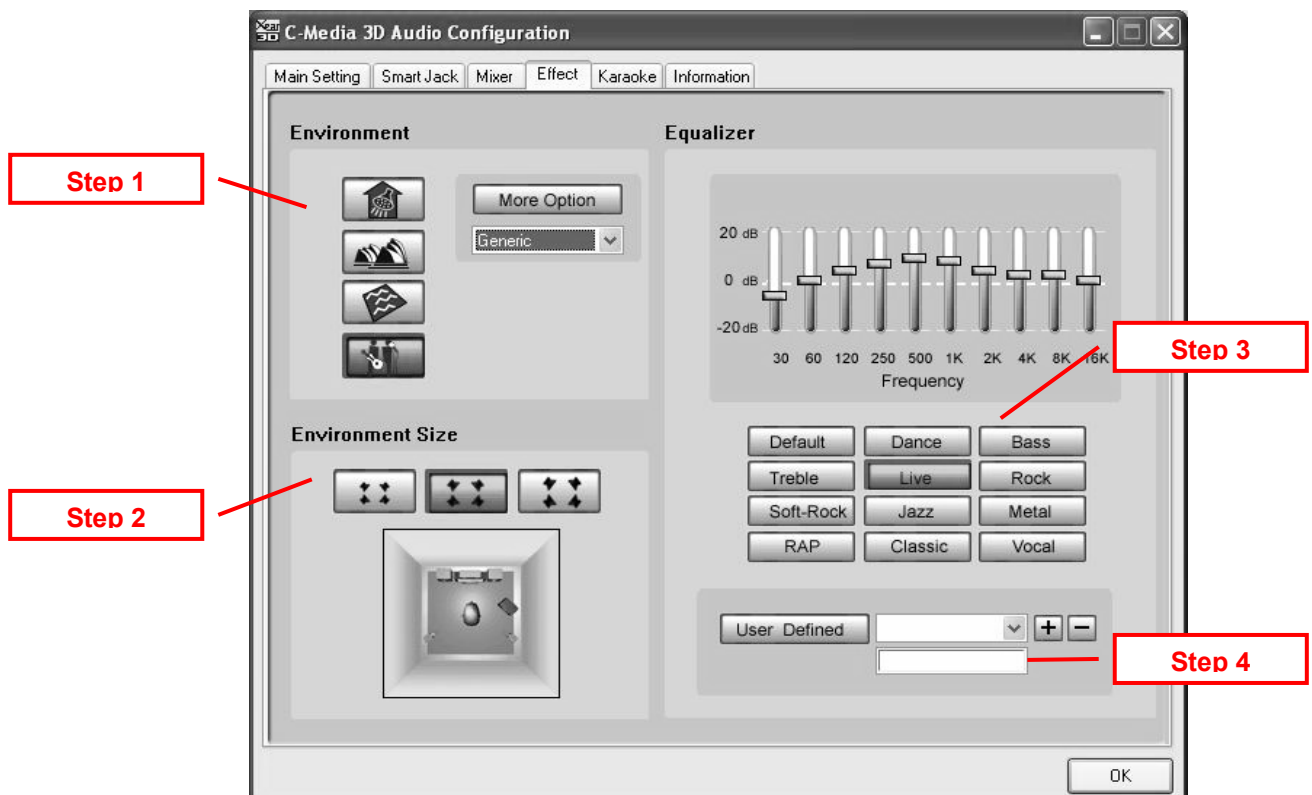 Xear 3D C-Media 3D Audio Configuration
Main Setting Smart Jack Mixer Effect Karaoke Information
Environment
Step 1
More Option
Generic
Environment Size
Step 2
Equalizer
20 dB
0 dB
-20 dB
30 60 120 250 500 1K 2K 4K 8K 16K
Frequency
Step 3
Default Dance Bass
Treble Live Rock
Soft-Rock Jazz Metal
RAP Classic Vocal
User Defined + −
Step 4
OK